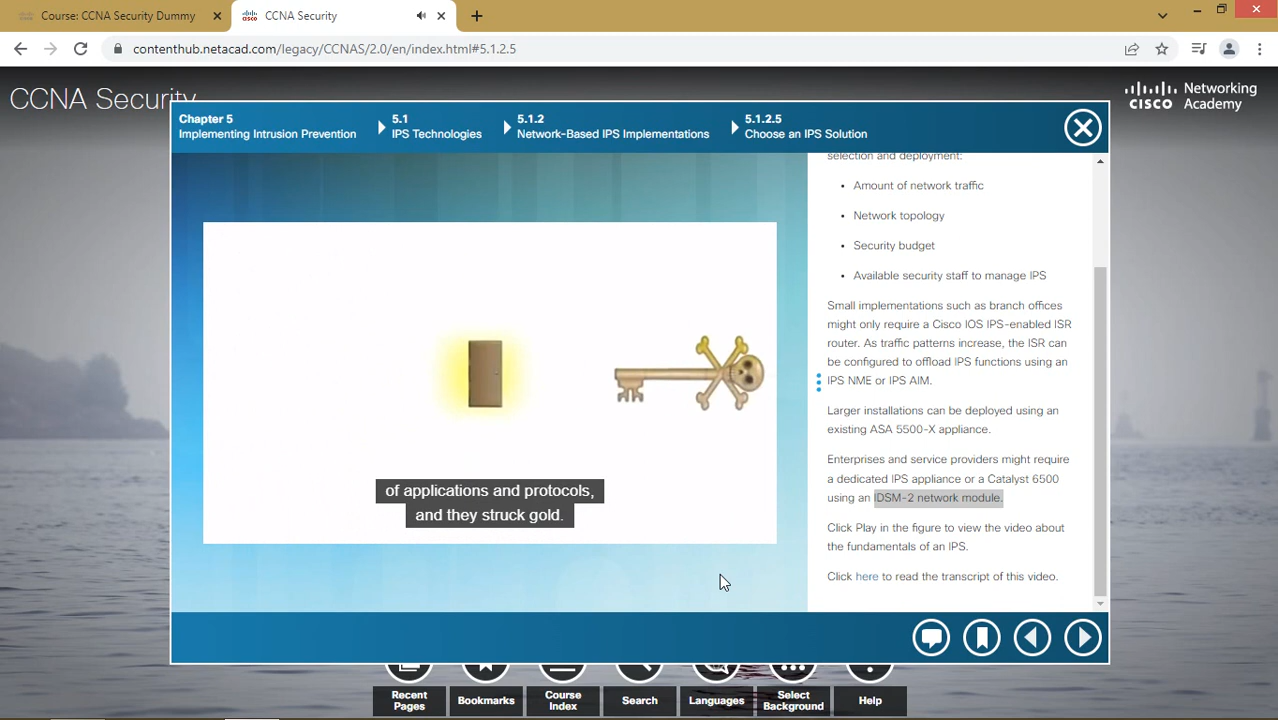 Course: CCNA Security Dummy
CCNA Security
contenthub.netacad.com/legacy/CCNAS/2.0/en/index.html#5.1.2.5
CCNA Security
Networking
CISCO Academy
Chapter 5
Implementing Intrusion Prevention
5.1
IPS Technologies
5.1.2
Network-Based IPS Implementations
5.1.2.5
Choose an IPS Solution
selection and deployment:
• Amount of network traffic
• Network topology
• Security budget
• Available security staff to manage IPS
Small implementations such as branch offices
might only require a Cisco IOS IPS-enabled ISR
router. As traffic patterns increase, the ISR can
be configured to offload IPS functions using an
IPS NME or IPS AIM.
Larger installations can be deployed using an
existing ASA 5500-X appliance.
Enterprises and service providers might require
a dedicated IPS appliance or a Catalyst 6500
using an IDSM-2 network module.
Click Play in the figure to view the video about
the fundamentals of an IPS.
Click here to read the transcript of this video.
of applications and protocols,
and they struck gold.
Recent
Pages
Bookmarks
Course
Index
Search
Languages
Select
Background
Help